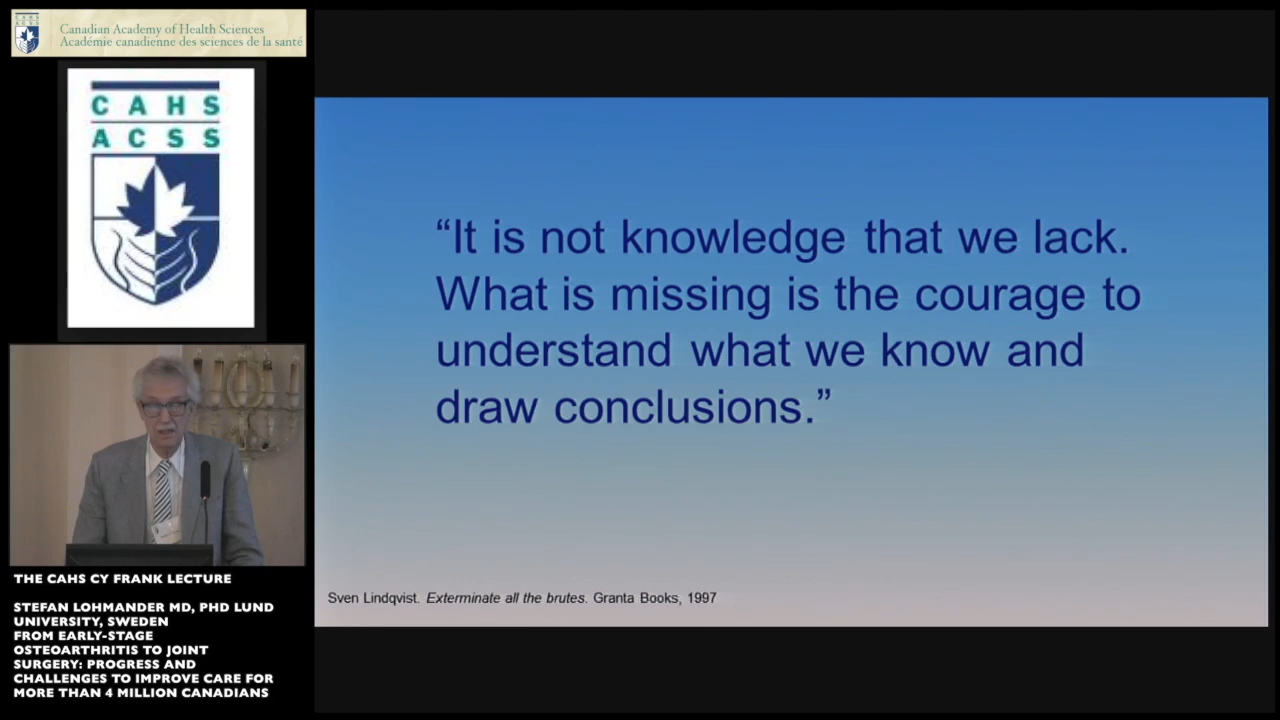 Canadian Academy of Health Sciences
Académie canadienne des sciences de la santé
CAHS
ACSS
THE CAHS CY FRANK LECTURE
STEFAN LOHMANDER MD, PHD LUND
UNIVERSITY, SWEDEN
FROM EARLY-STAGE
OSTEOARTHRITIS TO JOINT
SURGERY: PROGRESS AND
CHALLENGES TO IMPROVE CARE FOR
MORE THAN 4 MILLION CANADIANS
“It is not knowledge that we lack.
What is missing is the courage to
understand what we know and
draw conclusions.”
Sven Lindqvist. Exterminate all the brutes. Granta Books, 1997